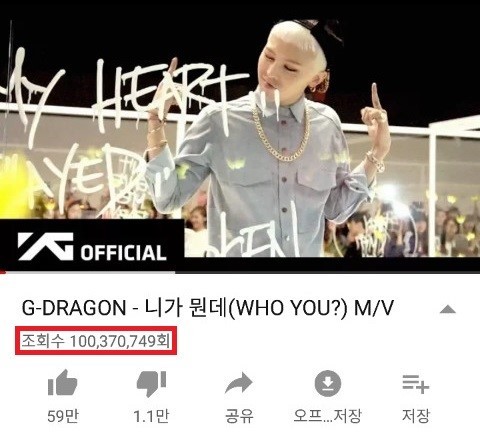 MY HEART
AYED
YG OFFICIAL
G-DRAGON - 니가 뭔데(WHO YOU?) M/V
조회수 100,370,749회
59만 1.1만 공유 오프...저장 저장